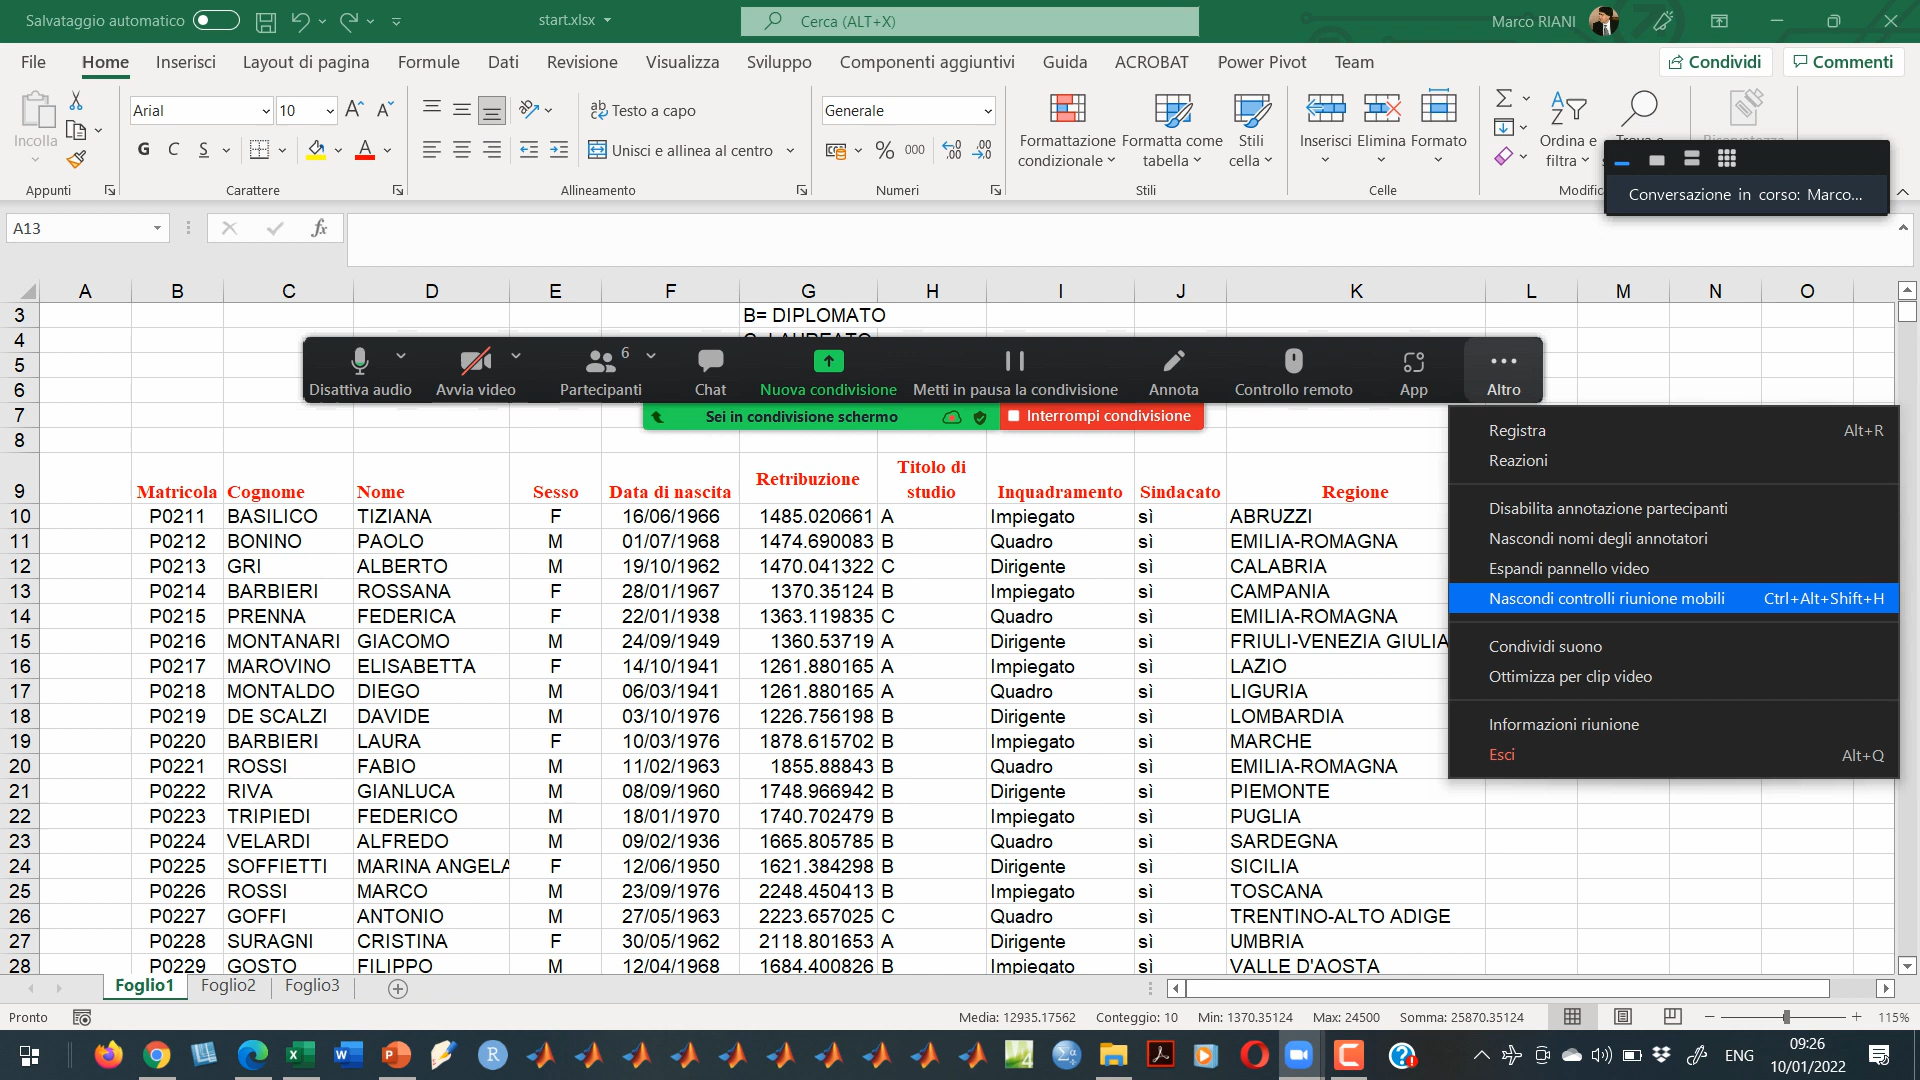 Salvataggio automatico
start.xlsx
Cerca (ALT+X)
Marco RIANI
File Home Inserisci Layout di pagina Formule Dati Revisione Visualizza Sviluppo Componenti aggiuntivi Guida ACROBAT Power Pivot Team Condividi Commenti
Incolla
Arial 10
Testo a capo
Generale
Formattazione condizionale
Formatta come tabella
Stili cella
Inserisci Elimina Formato
Ordina e filtra
G C S
Unisci e allinea al centro
% 000
Appunti Carattere Allineamento Numeri Stili Celle
Conversazione in corso: Marco...
A13
fx
A B C D E F G H I J K L M N O
3 B= DIPLOMATO
4
5
6
7
8
Disattiva audio Avvia video Partecipanti 6 Chat Nuova condivisione Metti in pausa la condivisione Annota Controllo remoto App Altro
Sei in condivisione schermo Interrompi condivisione
Registra Alt+R
Reazioni
Disabilita annotazione partecipanti
Nascondi nomi degli annotatori
Espandi pannello video
Nascondi controlli riunione mobili Ctrl+Alt+Shift+H
Condividi suono
Ottimizza per clip video
Informazioni riunione
Esci Alt+Q
9 Matricola Cognome Nome Sesso Data di nascita Retribuzione Titolo di studio Inquadramento Sindacato Regione
10 P0211 BASILICO TIZIANA F 16/06/1966 1485.020661 A Impiegato sì ABRUZZI
11 P0212 BONINO PAOLO M 01/07/1968 1474.690083 B Quadro sì EMILIA-ROMAGNA
12 P0213 GRI ALBERTO M 19/10/1962 1470.041322 C Dirigente sì CALABRIA
13 P0214 BARBIERI ROSSANA F 28/01/1967 1370.35124 B Impiegato sì CAMPANIA
14 P0215 PRENNA FEDERICA F 22/01/1938 1363.119835 C Quadro sì EMILIA-ROMAGNA
15 P0216 MONTANARI GIACOMO M 24/09/1949 1360.53719 A Dirigente sì FRIULI-VENEZIA GIULIA
16 P0217 MAROVINO ELISABETTA F 14/10/1941 1261.880165 A Impiegato sì LAZIO
17 P0218 MONTALDO DIEGO M 06/03/1941 1261.880165 A Quadro sì LIGURIA
18 P0219 DE SCALZI DAVIDE M 03/10/1976 1226.756198 B Dirigente sì LOMBARDIA
19 P0220 BARBIERI LAURA F 10/03/1976 1878.615702 B Impiegato sì MARCHE
20 P0221 ROSSI FABIO M 11/02/1963 1855.88843 B Quadro sì EMILIA-ROMAGNA
21 P0222 RIVA GIANLUCA M 08/09/1960 1748.966942 B Dirigente sì PIEMONTE
22 P0223 TRIPIEDI FEDERICO M 18/01/1970 1740.702479 B Impiegato sì PUGLIA
23 P0224 VELARDI ALFREDO M 09/02/1936 1665.805785 B Quadro sì SARDEGNA
24 P0225 SOFFIETTI MARINA ANGELA F 12/06/1950 1621.384298 B Dirigente sì SICILIA
25 P0226 ROSSI MARCO M 23/09/1976 2248.450413 B Impiegato sì TOSCANA
26 P0227 GOFFI ANTONIO M 27/05/1963 2223.657025 C Quadro sì TRENTINO-ALTO ADIGE
27 P0228 SURAGNI CRISTINA F 30/05/1962 2118.801653 A Dirigente sì UMBRIA
28 P0229 GOSTO FILIPPO M 12/04/1968 1684.400826 B Impiegato sì VALLE D'AOSTA
Foglio1 Foglio2 Foglio3
Pronto
Media: 12935.17562 Conteggio: 10 Min: 1370.35124 Max: 24500 Somma: 25870.35124 115%
ENG
09:26
10/01/2022